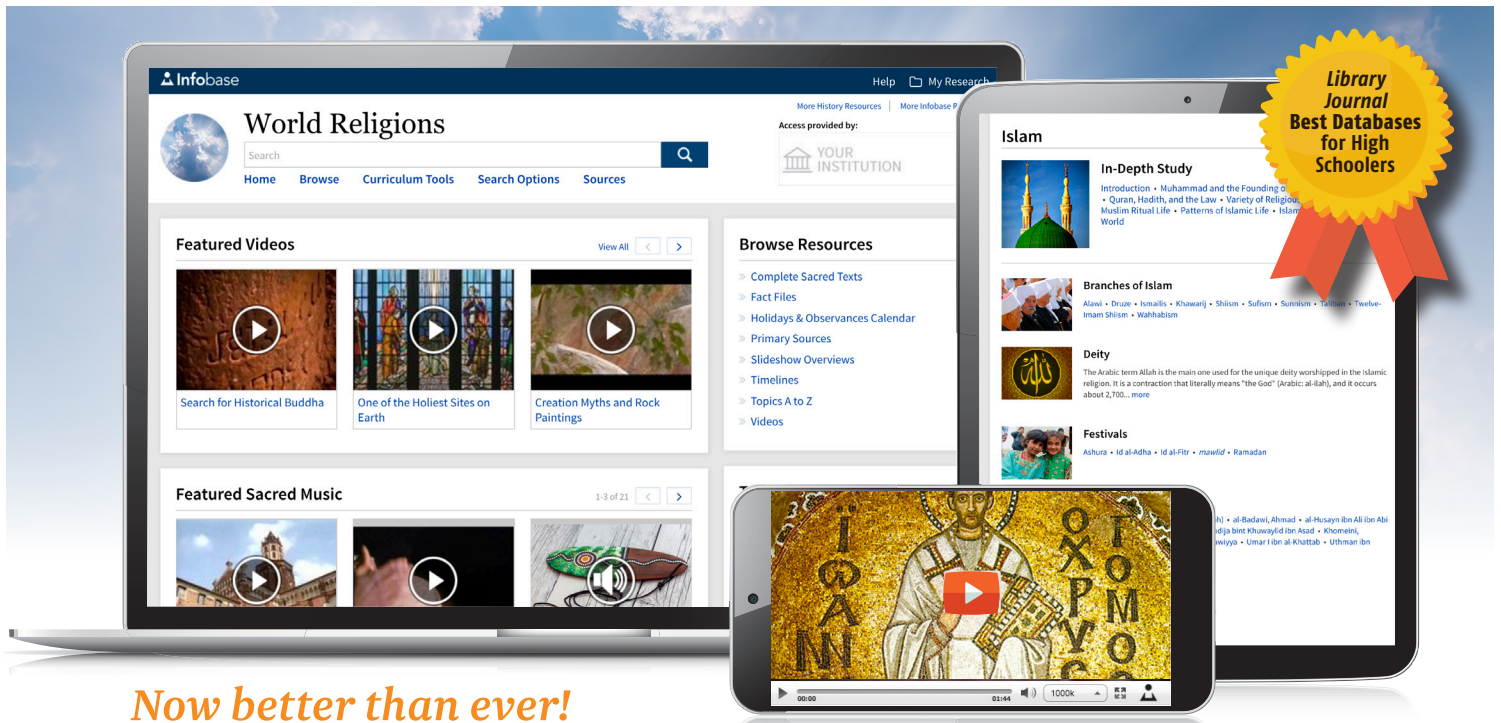 Infobase
Help
My Research
More History Resources
More Infobase
Access provided by:
World Religions
Search
YOUR
INSTITUTION
Home
Browse
Curriculum Tools
Search Options
Sources
Featured Videos
View All
Search for Historical Buddha
One of the Holiest Sites on
Earth
Creation Myths and Rock
Paintings
Browse Resources
» Complete Sacred Texts
» Fact Files
» Holidays & Observances Calendar
» Primary Sources
» Slideshow Overviews
» Timelines
» Topics A to Z
» Videos
Featured Sacred Music
1-3 of 21
Islam
In-Depth Study
Introduction • Muhammad and the Founding
• Quran, Hadith, and the Law • Variety of Religious
Muslim Ritual Life • Patterns of Islamic Life •
World
Branches of Islam
Alawi • Druze • Ismailis • Khawarij • Shiism • Sufism • Sunnism • Taliban • Twelve-
Imam Shiism • Wahhabism
Deity
The Arabic term Allah is the main one used for the unique deity worshipped in the Islamic
religion. It is a contraction that literally means "the God" (Arabic: al-ilah), and it occurs
about 2,700... more
Festivals
Ashura • Id al-Adha • Id al-Fitr • mawlid • Ramadan
• al-Badawi, Ahmad • al-Husayn ibn Ali ibn Abi
bint Khuwaylid ibn Asad • Khomeini,
• Umar I ibn al-Khattab • Uthman ibn
Library
Journal
Best Databases
for High
Schoolers
00:00
01:44
1000k
Now better than ever!